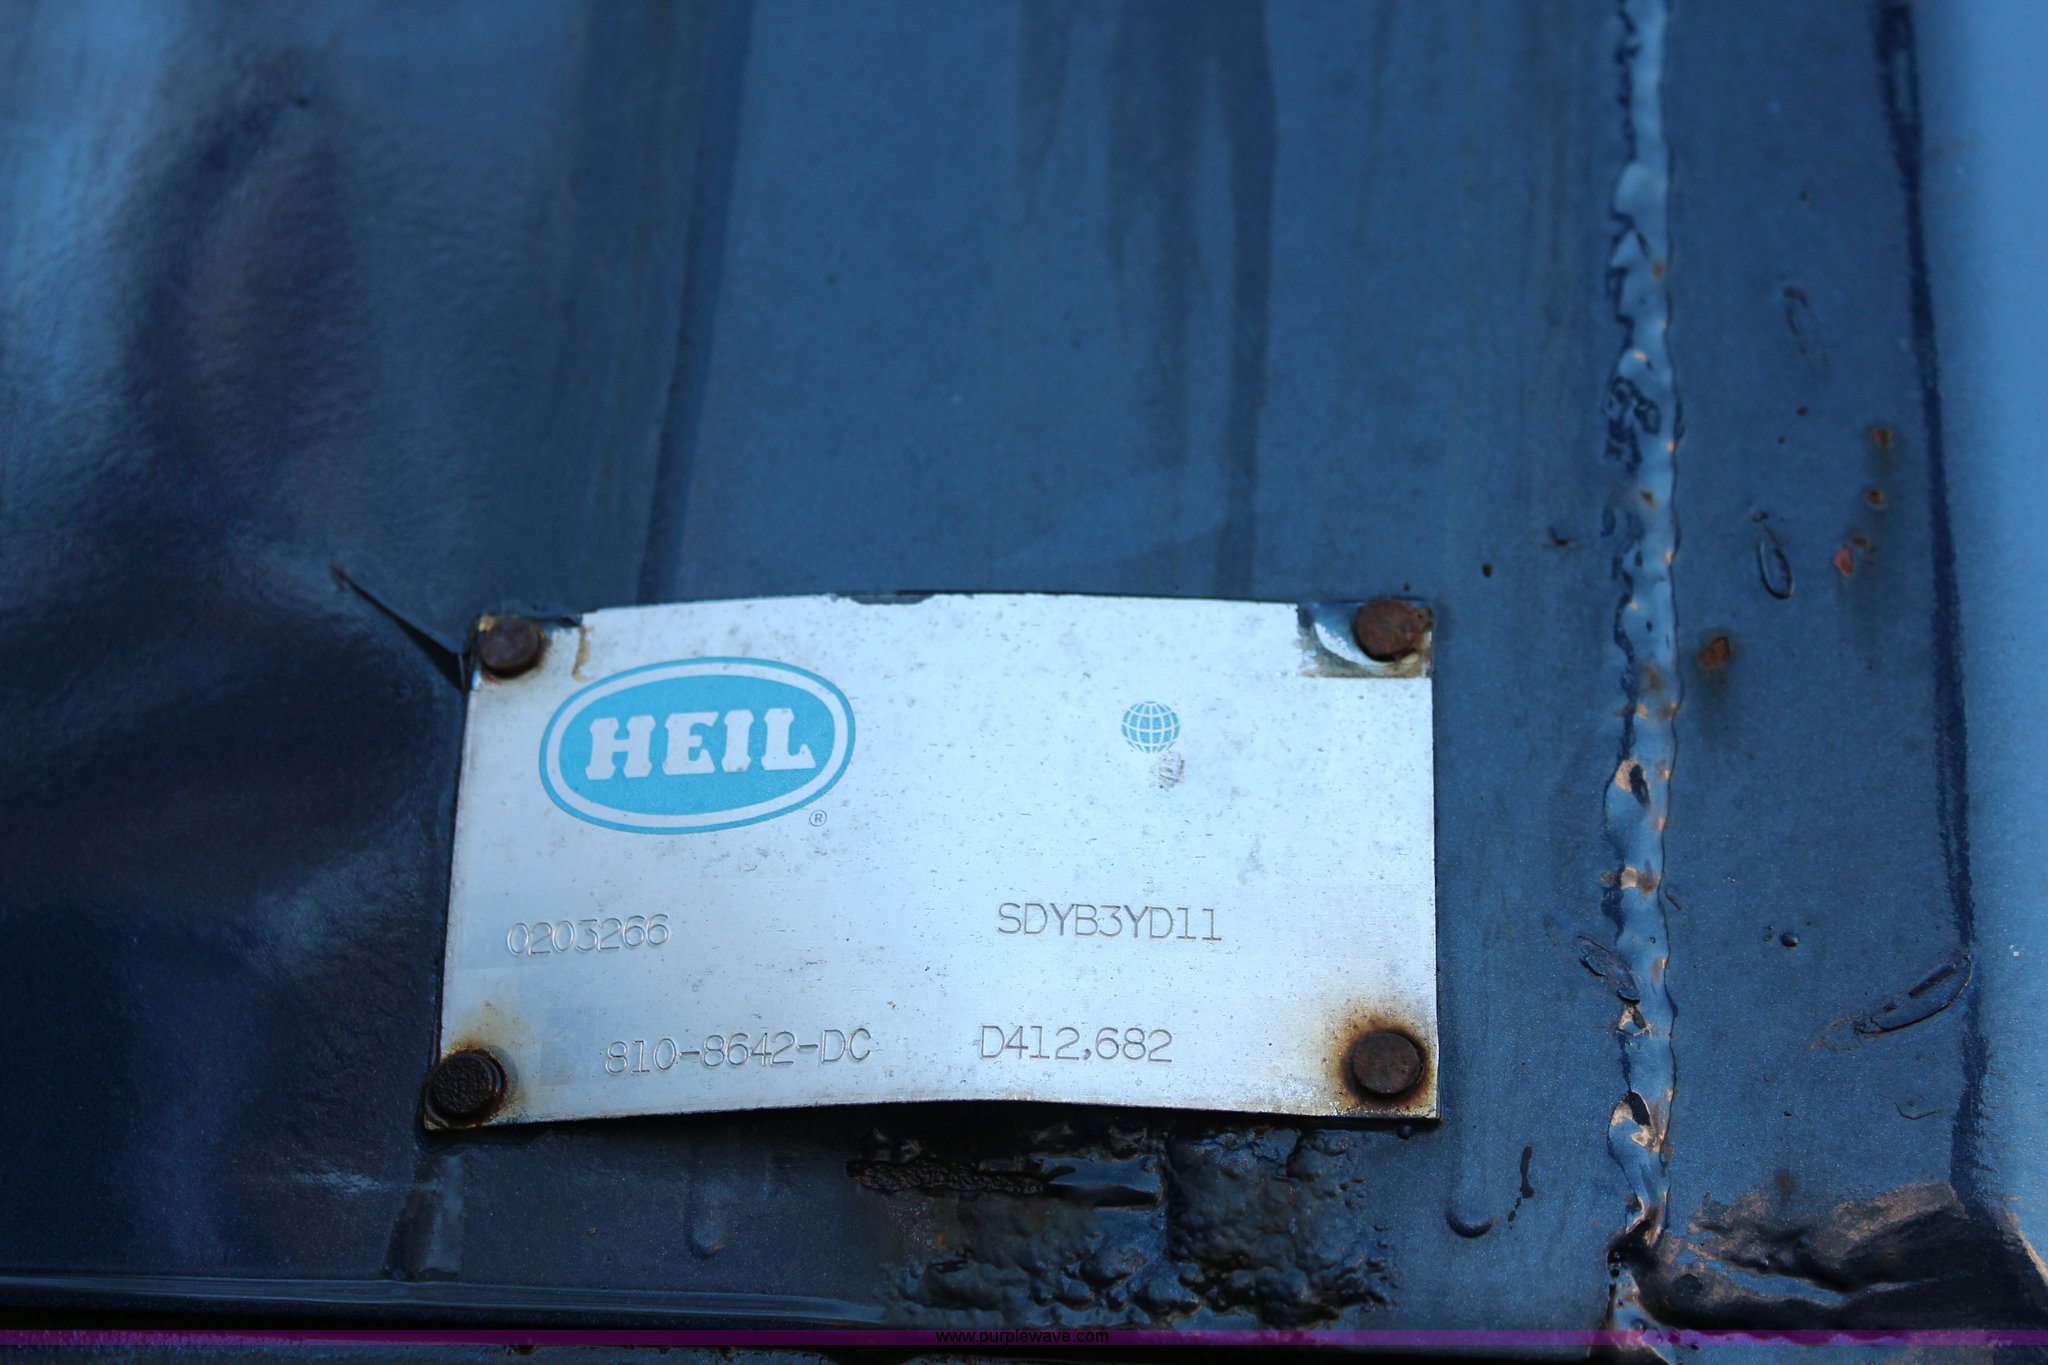 HEIL
®
0203266 SDYB3YD11
810-8642-DC D412,682
www.purplewave.com